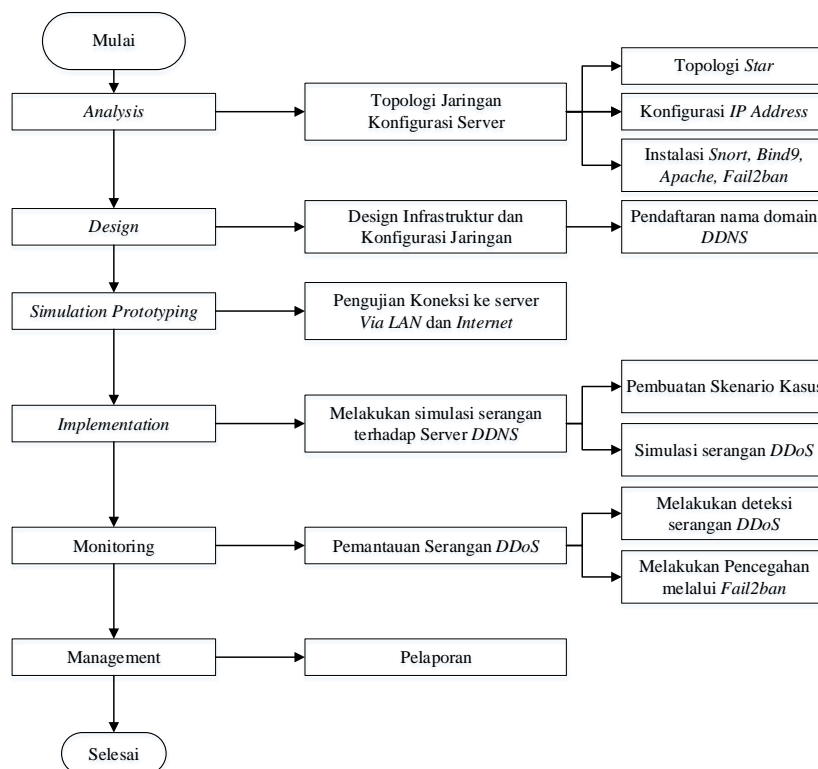 Mulai
Analysis
Topologi Jaringan
Konfigurasi Server
Topologi Star
Konfigurasi IP Address
Instalasi Snort, Bind9,
Apache, Fail2ban
Design
Design Infrastruktur dan
Konfigurasi Jaringan
Pendaftaran nama domain
DDNS
Simulation Prototyping
Pengujian Koneksi ke server
Via LAN dan Internet
Implementation
Melakukan simulasi serangan
terhadap Server DDNS
Pembuatan Skenario Kasus
Simulasi serangan DDoS
Monitoring
Pemantauan Serangan DDoS
Melakukan deteksi
serangan DDoS
Melakukan Pencegahan
melalui Fail2ban
Management
Pelaporan
Selesai